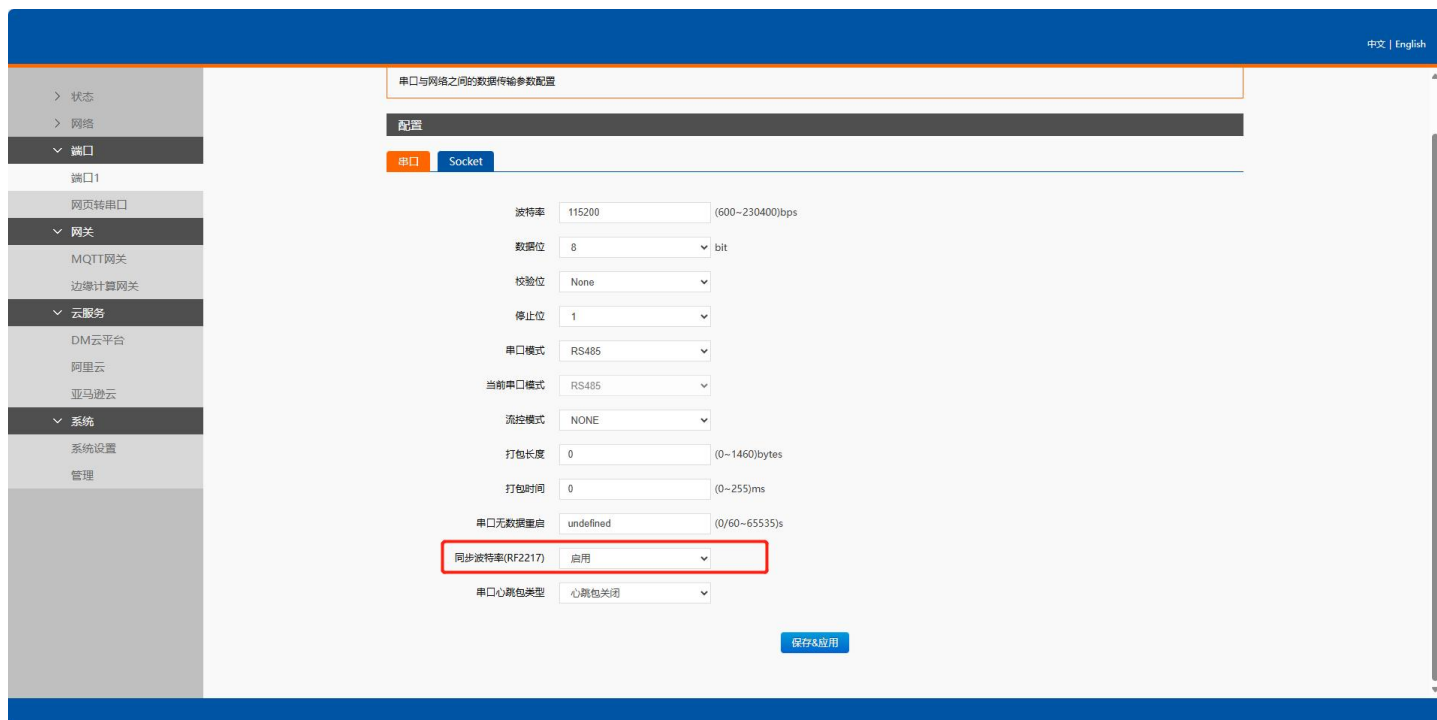 中文 | English
状态
网络
端口
端口1
网页转串口
网关
MQTT网关
边缘计算网关
云服务
DM云平台
阿里云
亚马逊云
系统
系统设置
管理
串口与网络之间的数据传输参数配置
配置
串口 Socket
波特率 115200 (600~230400)bps
数据位 8 bit
校验位 None
停止位 1
串口模式 RS485
当前串口模式 RS485
流控模式 NONE
打包长度 0 (0~1460)bytes
打包时间 0 (0~255)ms
串口无数据重启 undefined (0/60~65535)s
同步波特率(RF2217) 启用
串口心跳包类型 心跳包关闭
保存&应用